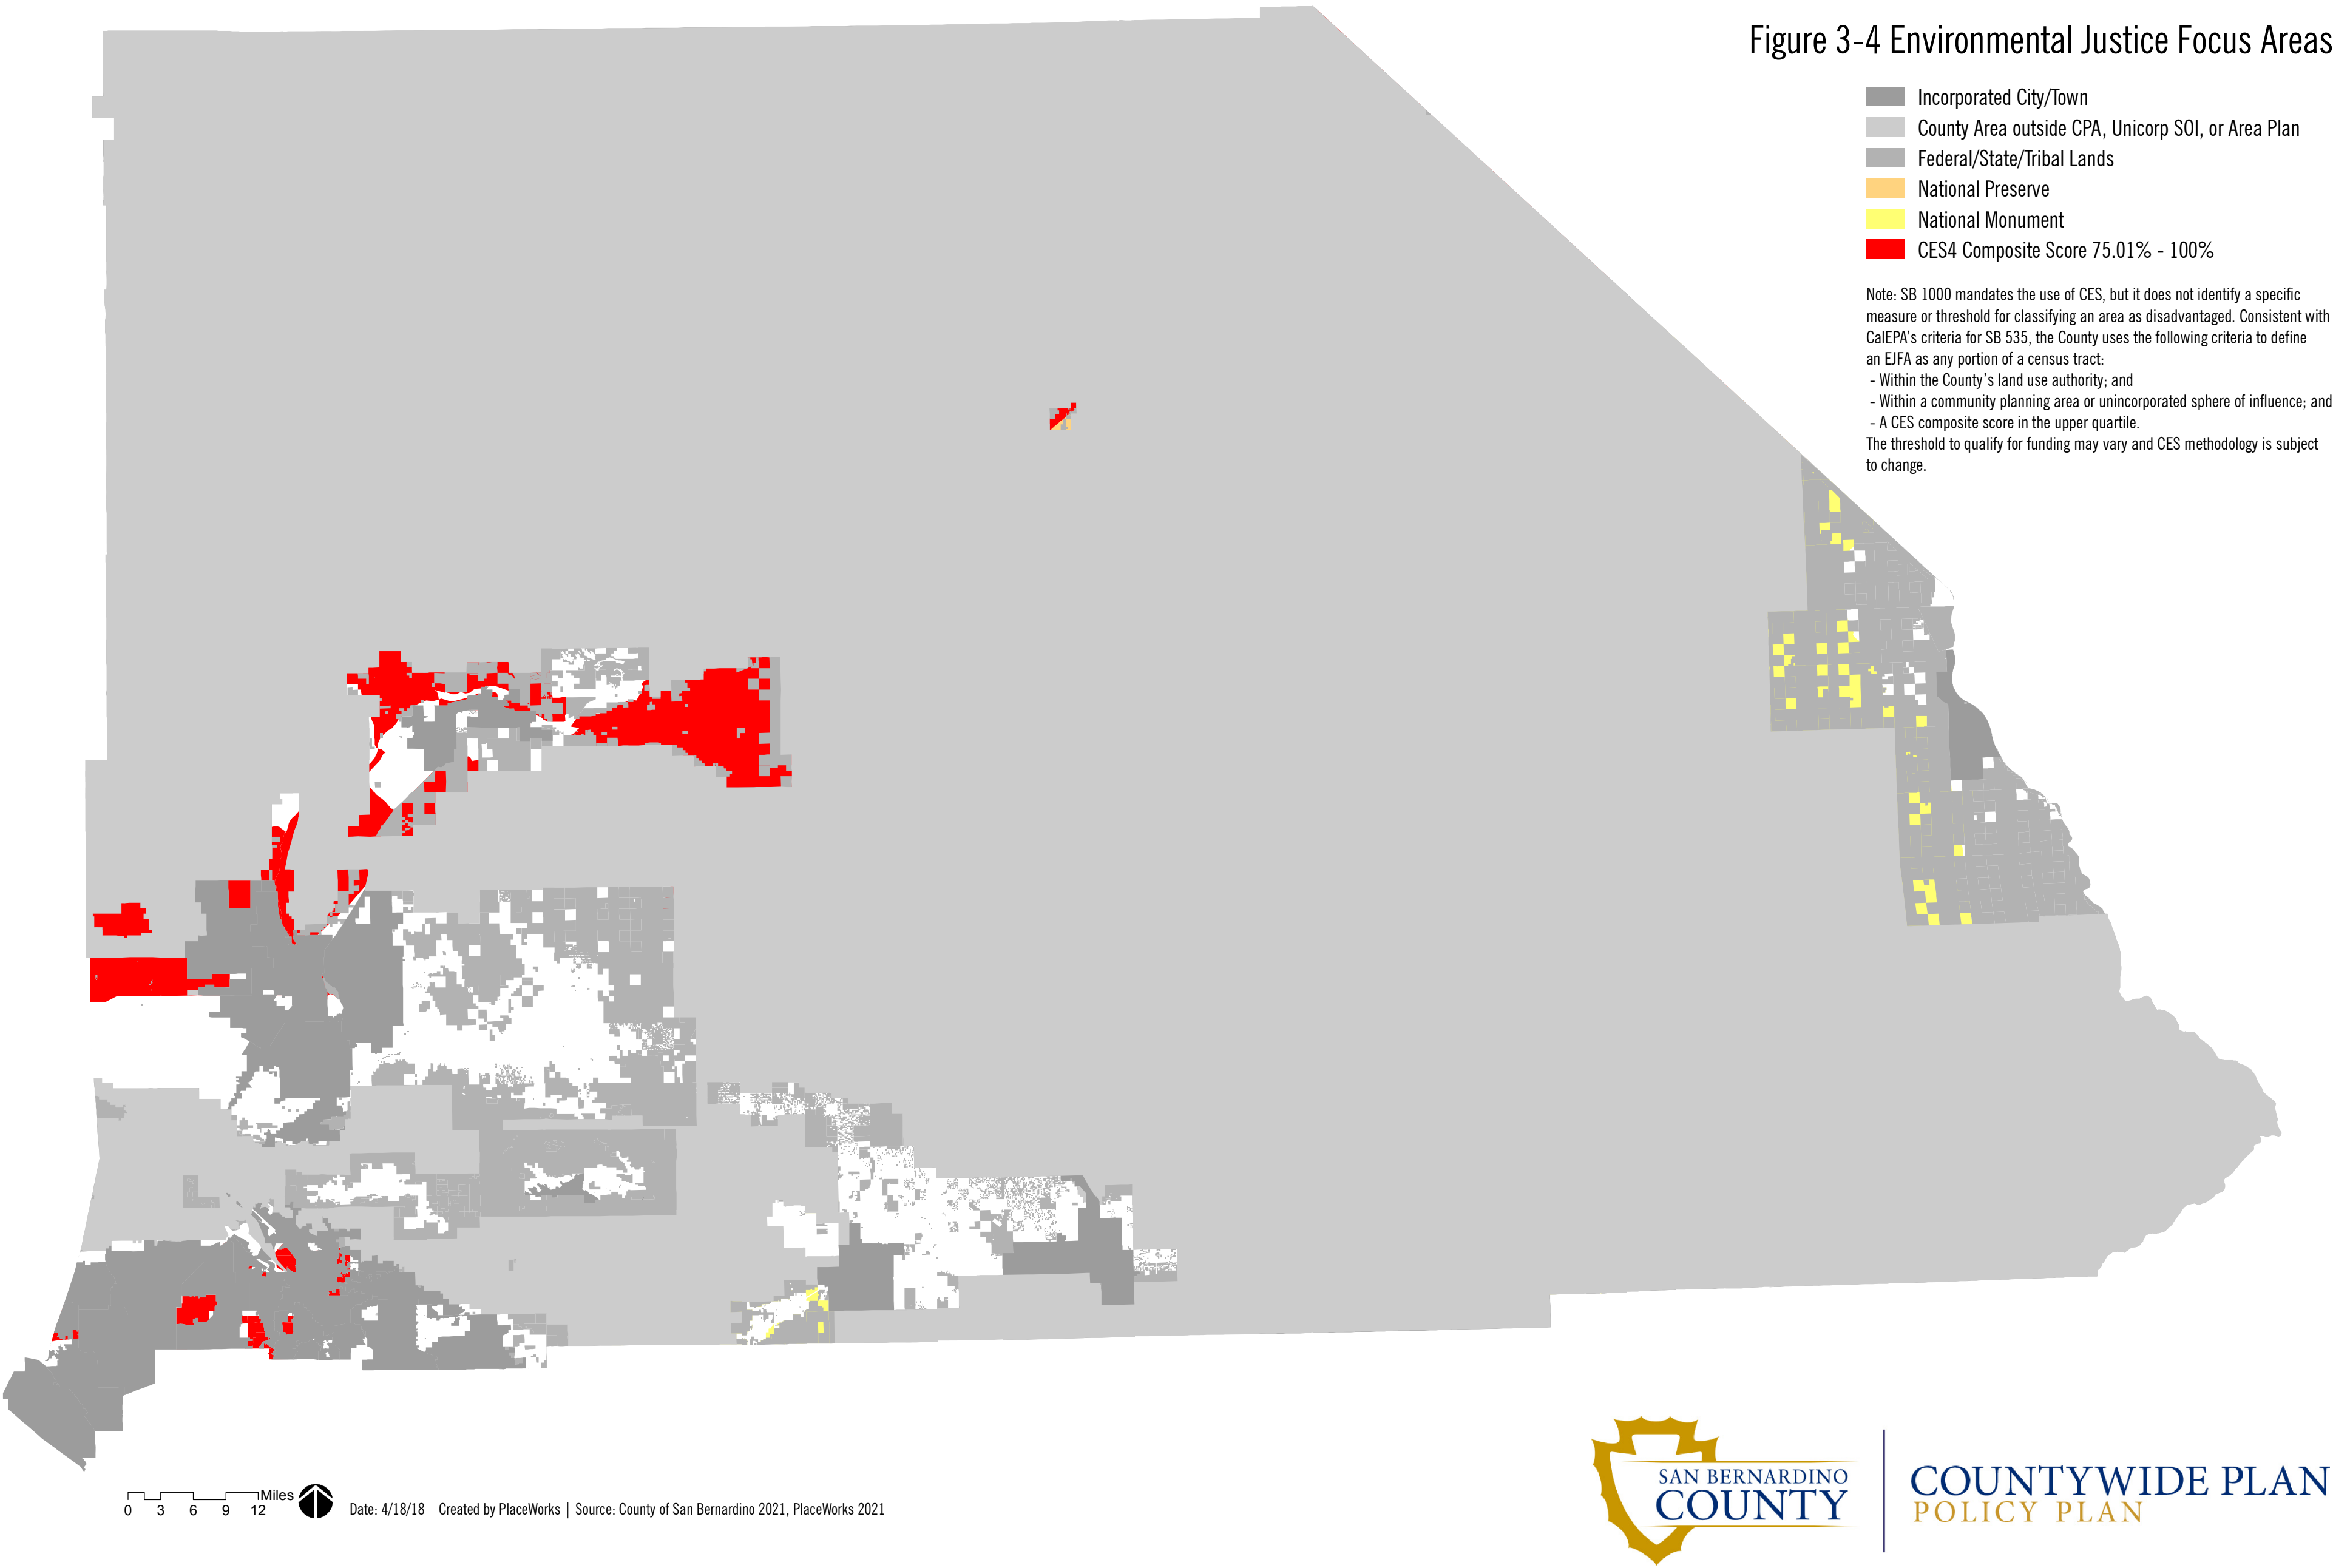 Figure 3-4 Environmental Justice Focus Areas
Incorporated City/Town
County Area outside CPA, Unicorp SOI, or Area Plan
Federal/State/Tribal Lands
National Preserve
National Monument
CES4 Composite Score 75.01% - 100%
Note: SB 1000 mandates the use of CES, but it does not identify a specific
measure or threshold for classifying an area as disadvantaged. Consistent with
CalEPA's criteria for SB 535, the County uses the following criteria to define
an EJFA as any portion of a census tract:
- Within the County's land use authority; and
- Within a community planning area or unincorporated sphere of influence; and
- A CES composite score in the upper quartile.
The threshold to qualify for funding may vary and CES methodology is subject
to change.
Miles
0 3 6 9 12
Date: 4/18/18 Created by PlaceWorks | Source: County of San Bernardino 2021, PlaceWorks 2021
SAN BERNARDINO
COUNTY
COUNTYWIDE PLAN
POLICY PLAN